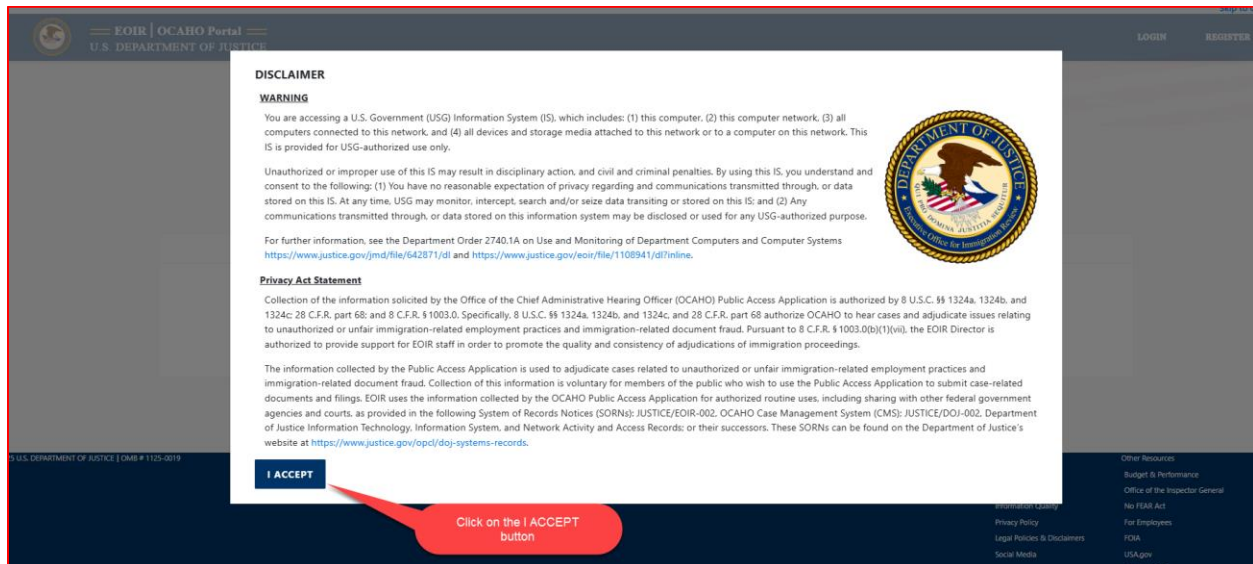 Skip to
EOIR | OCAHO Portal
U.S. DEPARTMENT OF JUSTICE
LOGIN
REGISTER
DISCLAIMER
WARNING
You are accessing a U.S. Government (USG) Information System (IS), which includes: (1) this computer, (2) this computer network, (3) all
computers connected to this network, and (4) all devices and storage media attached to this network or to a computer on this network. This
IS is provided for USG-authorized use only.
Unauthorized or improper use of this IS may result in disciplinary action, and civil and criminal penalties. By using this IS, you understand and
consent to the following: (1) You have no reasonable expectation of privacy regarding and communications transmitted through, or data
stored on this IS. At any time, USG may monitor, intercept, search and/or seize data transiting or stored on this IS; and (2) Any
communications transmitted through, or data stored on this information system may be disclosed or used for any USG-authorized purpose.
For further information, see the Department Order 2740.1A on Use and Monitoring of Department Computers and Computer Systems
https://www.justice.gov/jmd/file/642871/dl and https://www.justice.gov/eoir/file/1108941/dl?inline.
DEPARTMENT OF JUSTICE
QUI PRO DOMINA JUSTITIA SEQUITUR
Executive Office for Immigration Review
Privacy Act Statement
Collection of the information solicited by the Office of the Chief Administrative Hearing Officer (OCAHO) Public Access Application is authorized by 8 U.S.C. §§ 1324a, 1324b, and
1324c; 28 C.F.R. part 68; and 8 C.F.R. § 1003.0. Specifically, 8 U.S.C. §§ 1324a, 1324b, and 1324c, and 28 C.F.R. part 68 authorize OCAHO to hear cases and adjudicate issues relating
to unauthorized or unfair immigration-related employment practices and immigration-related document fraud. Pursuant to 8 C.F.R. § 1003.0(b)(1)(vii), the EOIR Director is
authorized to provide support for EOIR staff in order to promote the quality and consistency of adjudications of immigration proceedings.
The information collected by the Public Access Application is used to adjudicate cases related to unauthorized or unfair immigration-related employment practices and
immigration-related document fraud. Collection of this information is voluntary for members of the public who wish to use the Public Access Application to submit case-related
documents and filings. EOIR uses the information collected by the OCAHO Public Access Application for authorized routine uses, including sharing with other federal government
agencies and courts, as provided in the following System of Records Notices (SORNs): JUSTICE/EOIR-002, OCAHO Case Management System (CMS); JUSTICE/DOJ-002, Department
of Justice Information Technology, Information System, and Network Activity and Access Records; or their successors. These SORNs can be found on the Department of Justice's
website at https://www.justice.gov/opcl/doj-systems-records.
I ACCEPT
Click on the I ACCEPT
button
5 U.S. DEPARTMENT OF JUSTICE | OMB # 1125-0019
Information Quality
Privacy Policy
Legal Policies & Disclaimers
Social Media
Other Resources
Budget & Performance
Office of the Inspector General
No FEAR Act
For Employees
FOIA
USA.gov